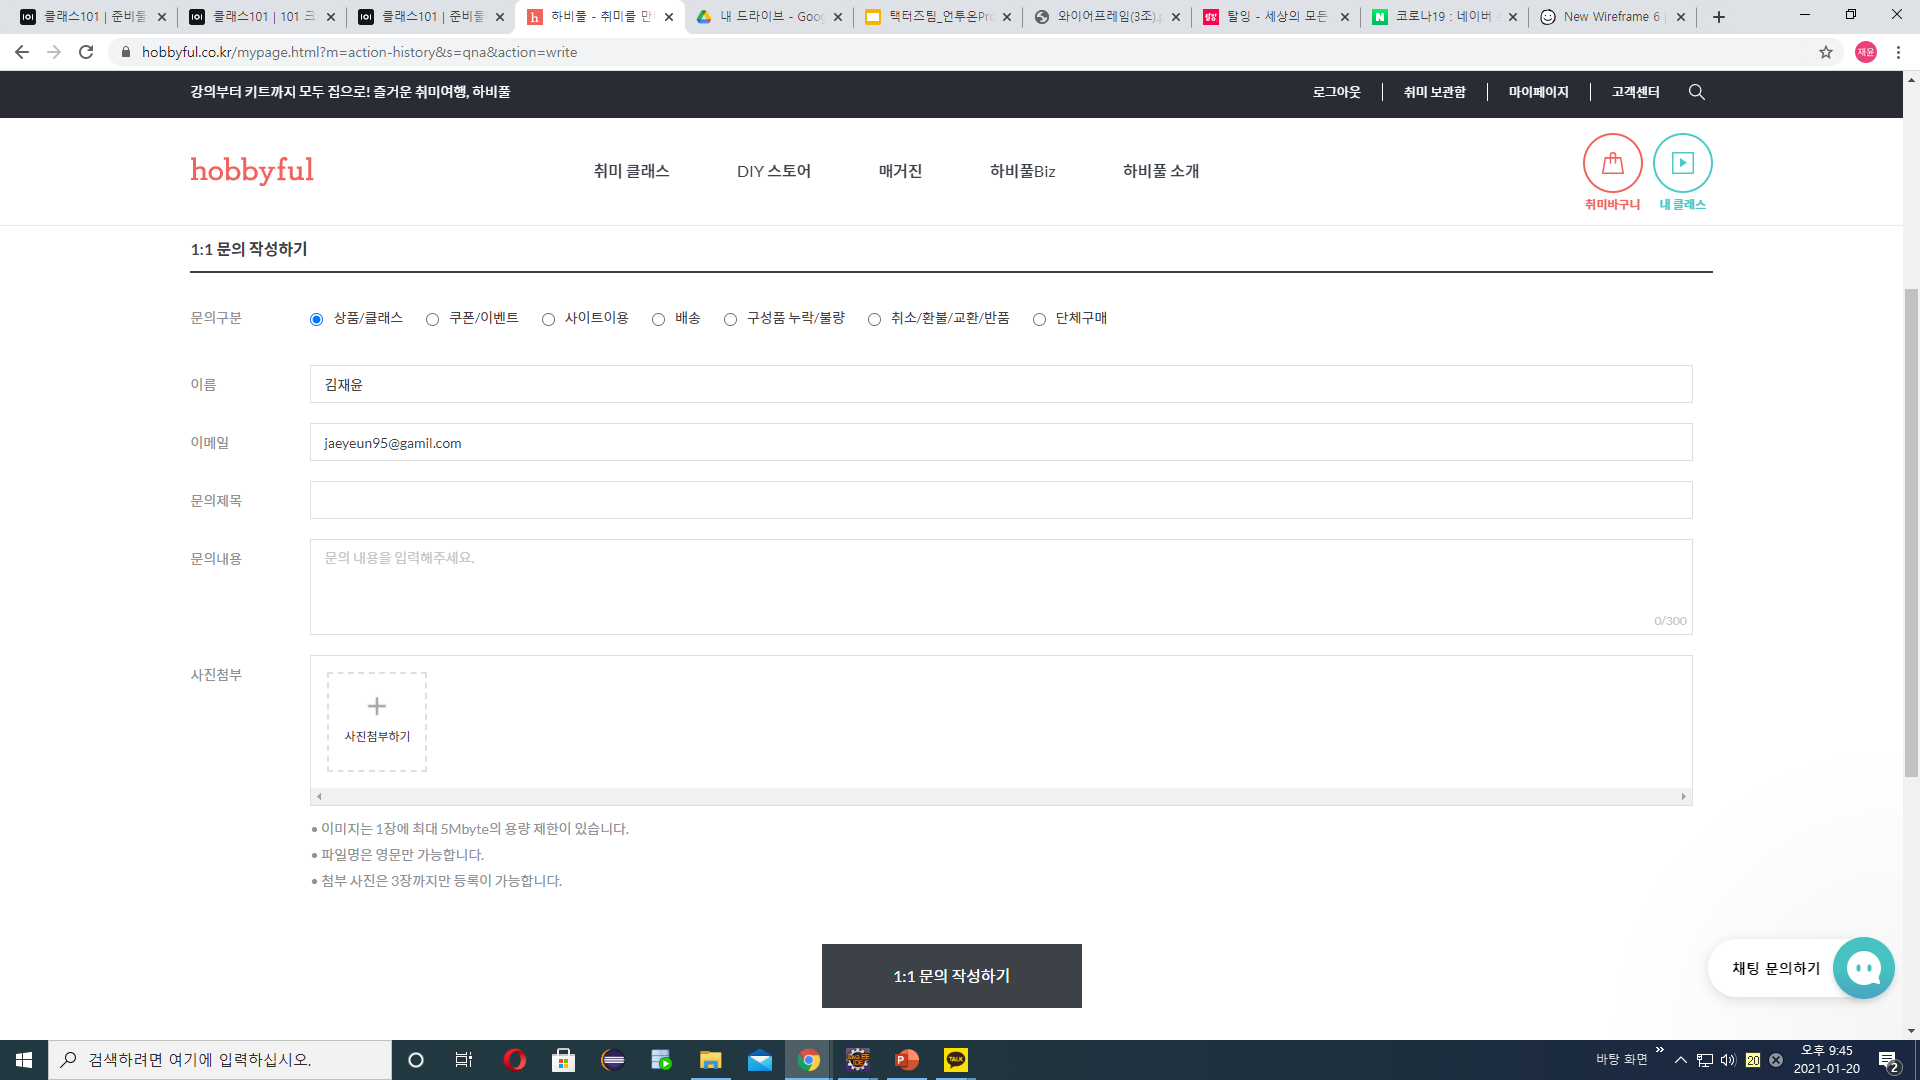 클래스101 | 준비물
클래스101 | 101 크
클래스101 | 준비물
하비풀 - 취미를 만
내 드라이브 - Goog
택터즈팀_언투온Pro
와이어프레임(3조).p
탈잉 - 세상의 모든
코로나19 : 네이버
New Wireframe 6
hobbyful.co.kr/mypage.html?m=action-history&s=qna&action=write
재윤
강의부터 키트까지 모두 집으로! 즐거운 취미여행, 하비풀
로그아웃 취미 보관함 마이페이지 고객센터
hobbyful
취미 클래스 DIY 스토어 매거진 하비풀Biz 하비풀 소개
취미바구니 내 클래스
1:1 문의 작성하기
문의구분 상품/클래스 쿠폰/이벤트 사이트이용 배송 구성품 누락/불량 취소/환불/교환/반품 단체구매
이름 김재윤
이메일 jaeyeun95@gamil.com
문의제목
문의내용 문의 내용을 입력해주세요.
0/300
사진첨부
사진첨부하기
• 이미지는 1장에 최대 5Mbyte의 용량 제한이 있습니다.
• 파일명은 영문만 가능합니다.
• 첨부 사진은 3장까지만 등록이 가능합니다.
1:1 문의 작성하기
채팅 문의하기
검색하려면 여기에 입력하십시오.
TALK
바탕 화면
20
오후 9:45
2021-01-20
2